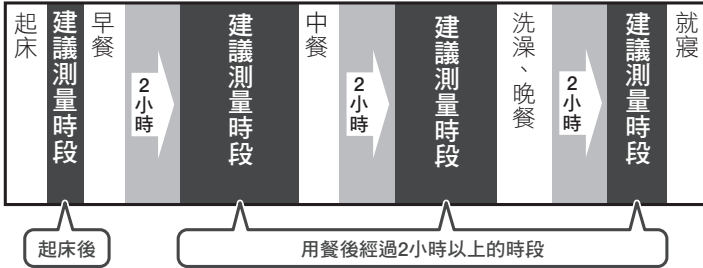 起床
建議測量時段
早餐
2小時
建議測量時段
中餐
2小時
建議測量時段
洗澡、晚餐
2小時
建議測量時段
就寢
起床後
用餐後經過2小時以上的時段